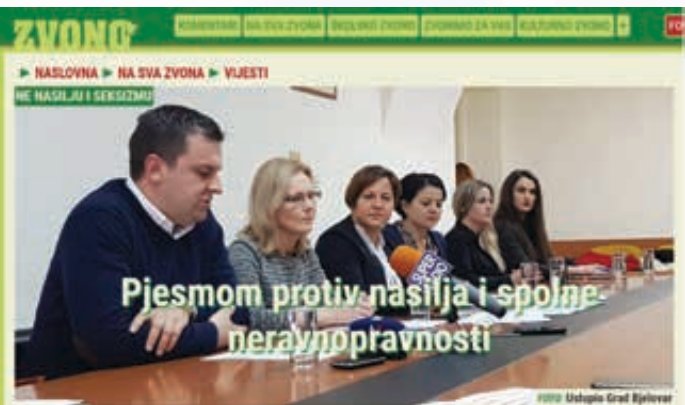 ZVONO
KOMENTARI NA SVA ZVONA ŠKOLSKO ZVONO ZVONIMO ZA VAS KULTURNO ZVONO +
► NASLOVNA ► NA SVA ZVONA ► VIJESTI
NE NASILJU I SEKSIZMU
SUPER
Pjesmom protiv nasilja i spolne
neravnopravnosti
FOTO Ustupio Grad Bjelovar